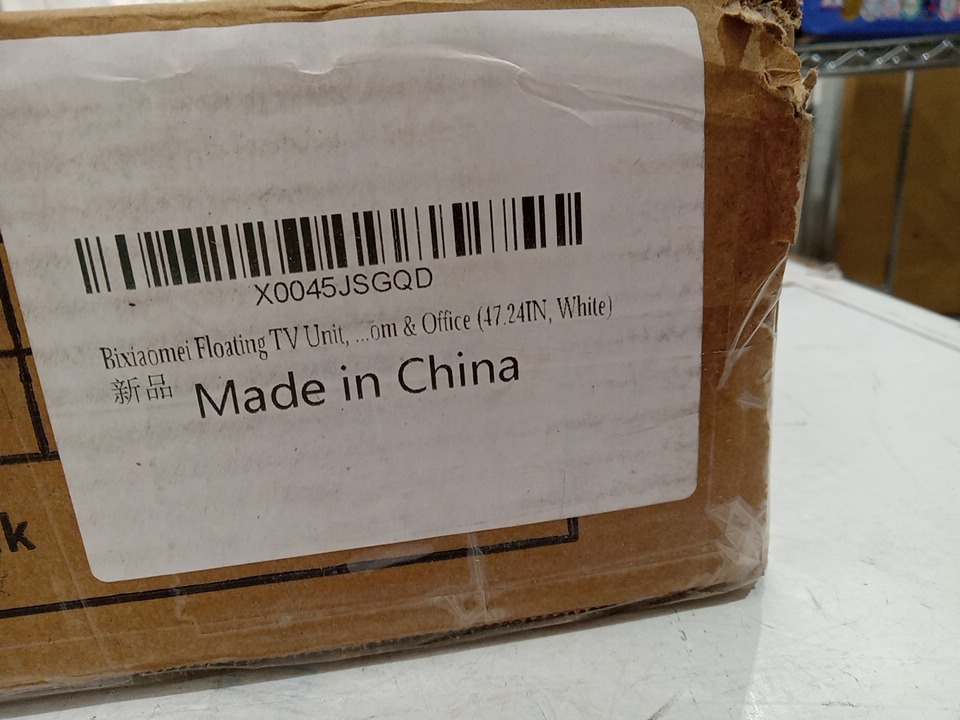 X0045JSGQD
Bixiaomei Floating TV Unit, ...om & Office (47.24IN, White)
新品 Made in China
k